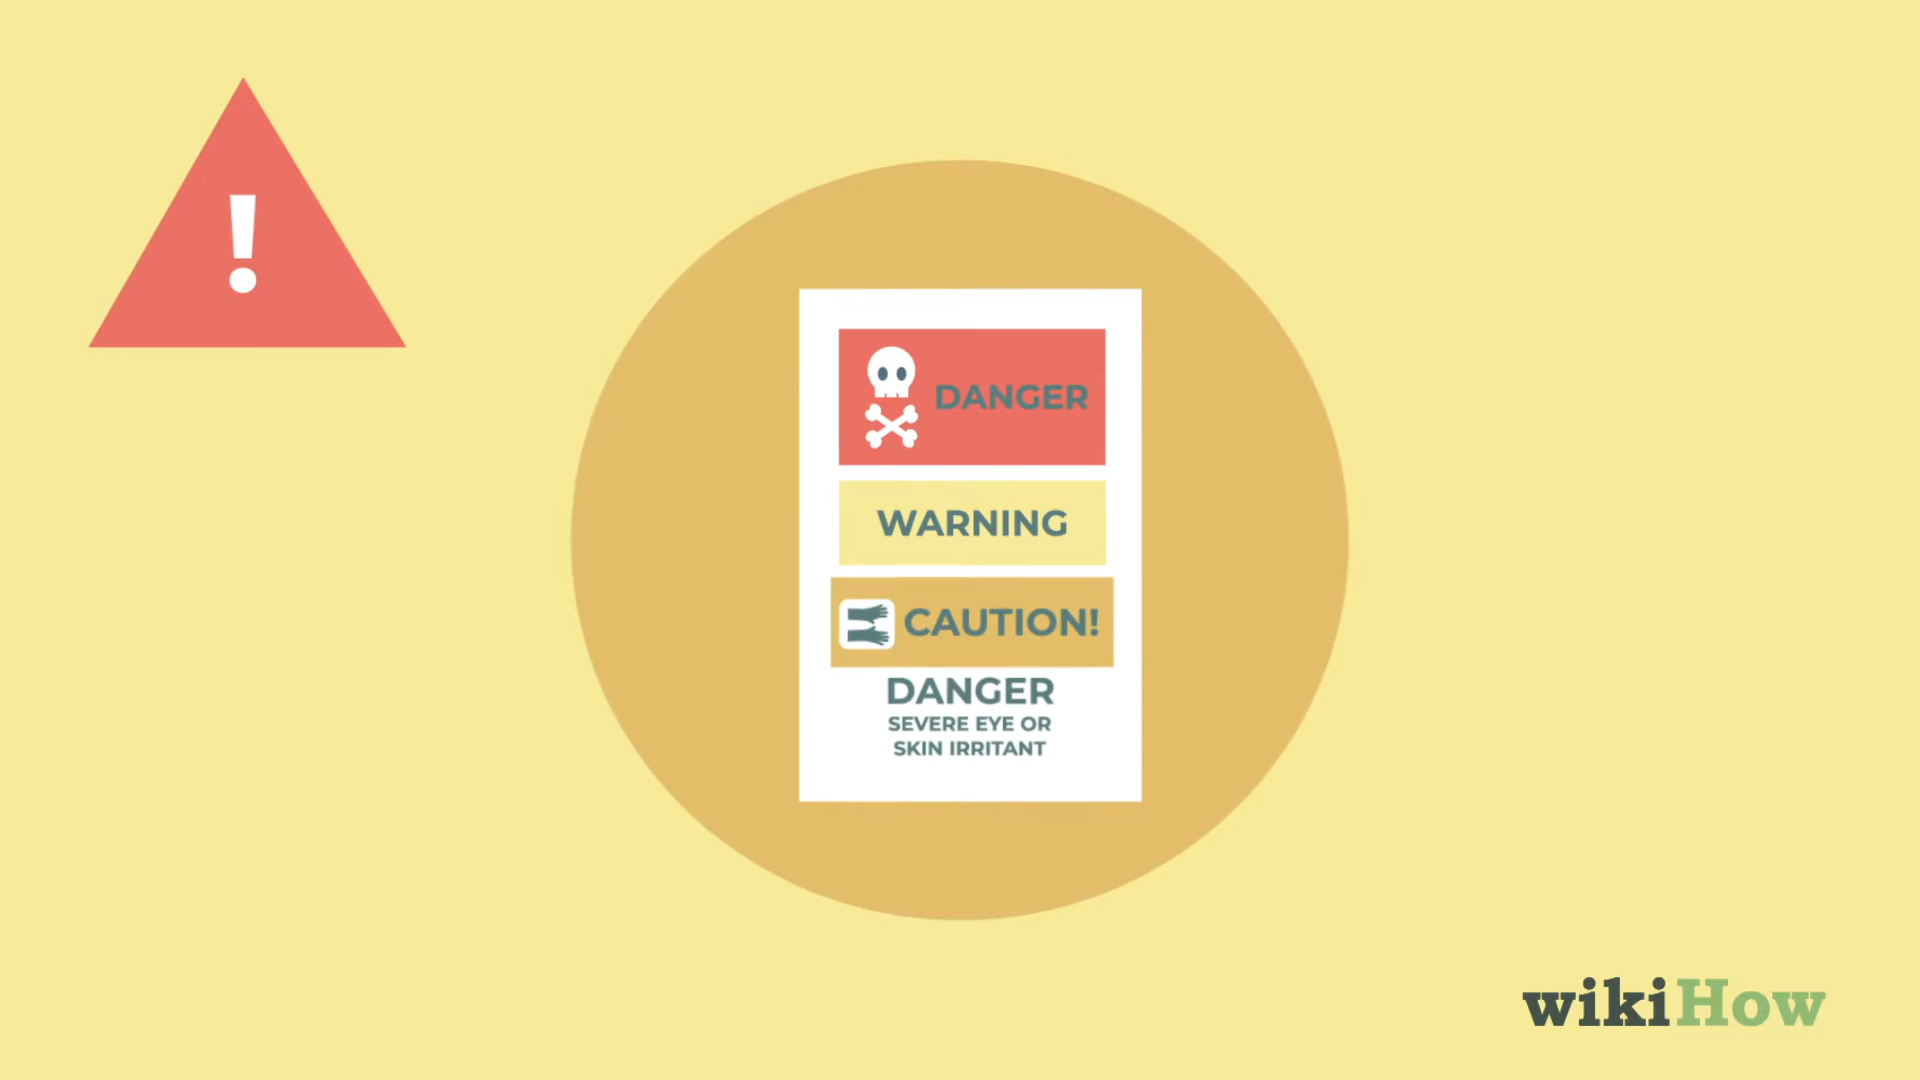 !
DANGER
WARNING
CAUTION!
DANGER
SEVERE EYE OR
SKIN IRRITANT
wikiHow